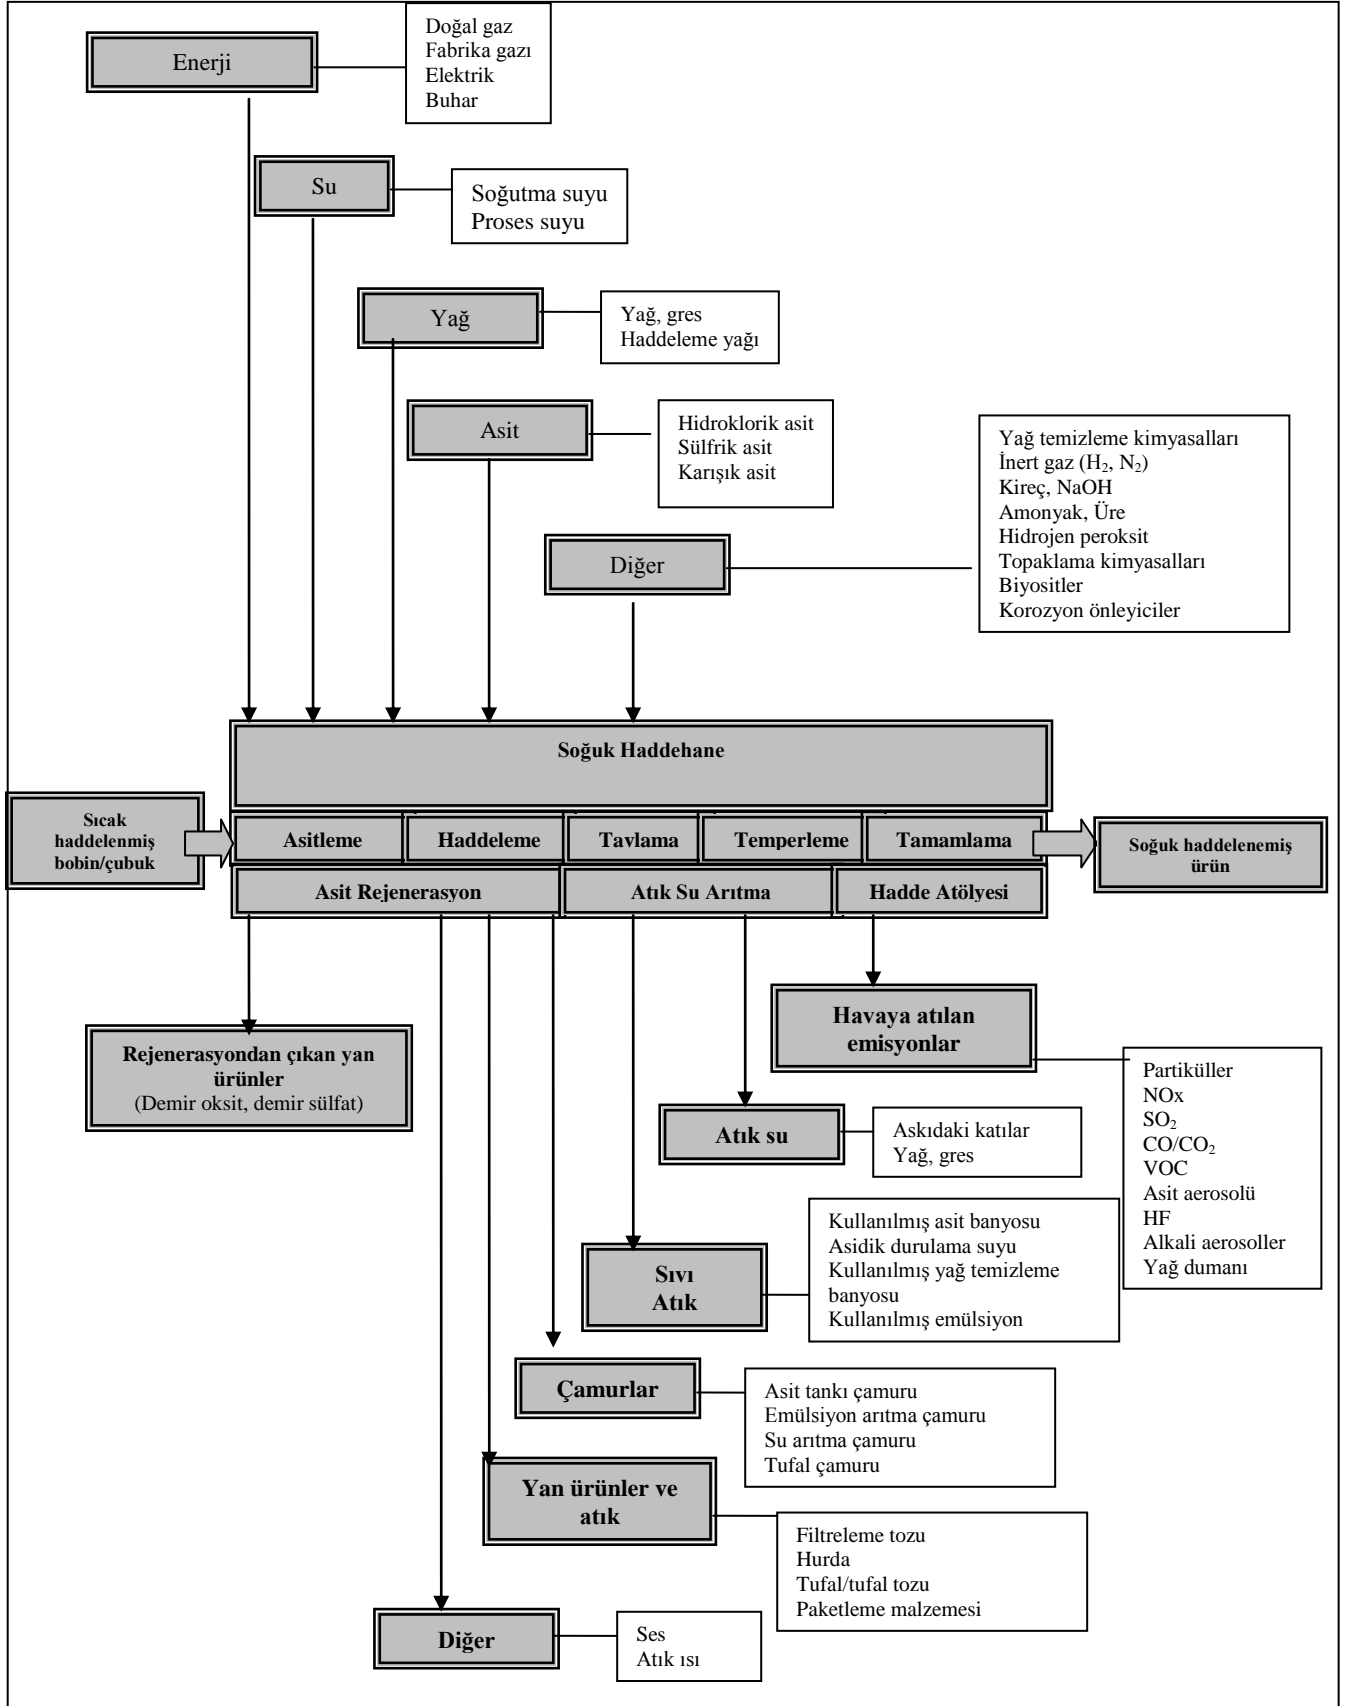 Enerji
Doğal gaz
Fabrika gazı
Elektrik
Buhar
Su
Soğutma suyu
Proses suyu
Yağ
Yağ, gres
Haddeleme yağı
Asit
Hidroklorik asit
Sülfrik asit
Karışık asit
Diğer
Yağ temizleme kimyasalları
İnert gaz (H₂, N₂)
Kireç, NaOH
Amonyak, Üre
Hidrojen peroksit
Topaklama kimyasalları
Biyositler
Korozyon önleyiciler
Soğuk Haddehane
Sıcak
haddelenmiş
bobin/çubuk
Asitleme
Haddeleme
Tavlama
Temperleme
Tamamlama
Soğuk haddelenemiş
ürün
Asit Rejenerasyon
Atık Su Arıtma
Hadde Atölyesi
Rejenerasyondan çıkan yan
ürünler
(Demir oksit, demir sülfat)
Havaya atılan
emisyonlar
Partiküller
NOx
SO₂
CO/CO₂
VOC
Asit aerosolü
HF
Alkali aerosoller
Yağ dumanı
Atık su
Askıdaki katılar
Yağ, gres
Sıvı
Atık
Kullanılmış asit banyosu
Asidik durulama suyu
Kullanılmış yağ temizleme
banyosu
Kullanılmış emülsiyon
Çamurlar
Asit tankı çamuru
Emülsiyon arıtma çamuru
Su arıtma çamuru
Tufal çamuru
Yan ürünler ve
atık
Filtreleme tozu
Hurda
Tufal/tufal tozu
Paketleme malzemesi
Diğer
Ses
Atık ısı